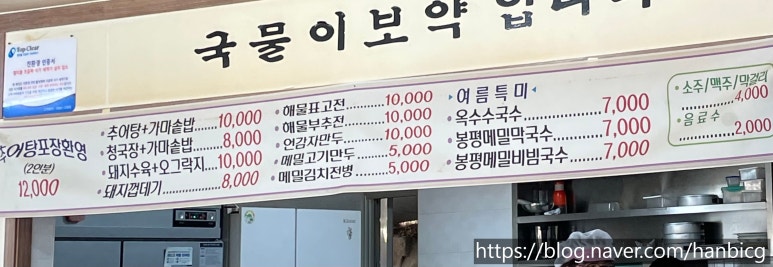 국물이 보약입니다
Top Clear
추어탕포장환영
(2인분)
12,000
• 추어탕+가마솥밥.......10,000
• 청국장+가마솥밥.......8,000
• 돼지수육+오그락지...10,000
• 돼지껍데기...................8,000
• 해물표고전..........10,000
• 해물부추전..........10,000
• 인감자만두..........10,000
• 메밀고기만두.......5,000
• 메밀김치전병.......5,000
▶여름특미◀
• 옥수수국수..............7,000
• 봉평메밀막국수......7,000
• 봉평메밀비빔국수...7,000
• 소주/맥주/막걸리
........4,000
• 음료수
........2,000
https://blog.naver.com/hanbicg